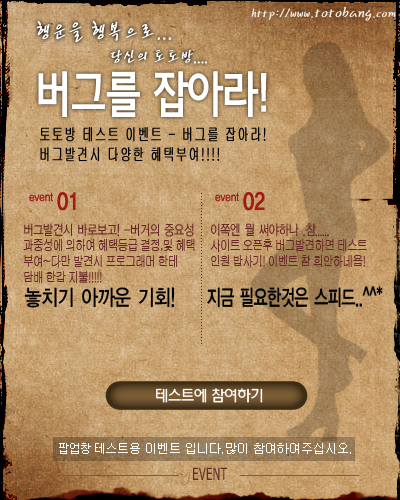 http://www.totobang.com
행운을 행복으로...
당신의 토토방....
버그를 잡아라!
토토방 테스트 이벤트 - 버그를 잡아라!
버그발견시 다양한 혜택부여!!!!
event 01
버그발견시 바로보고! -버거의 중요성
과중성에 의하여 혜택등급 결정,및 혜택
부여~다만 발견시 프로그래머 한테
담배 한갑 지불!!!!!
놓치기 아까운 기회!
event 02
이쪽엔 뭘 써야하나 .참.....
사이트 오픈후 버그발견하면 테스트
인원 밥사기! 이벤트 참 희안하네욤!
지금 필요한것은 스피드..^^*
테스트에 참여하기
팝업창 테스트용 이벤트 입니다.많이 참여하여주십시오.
EVENT